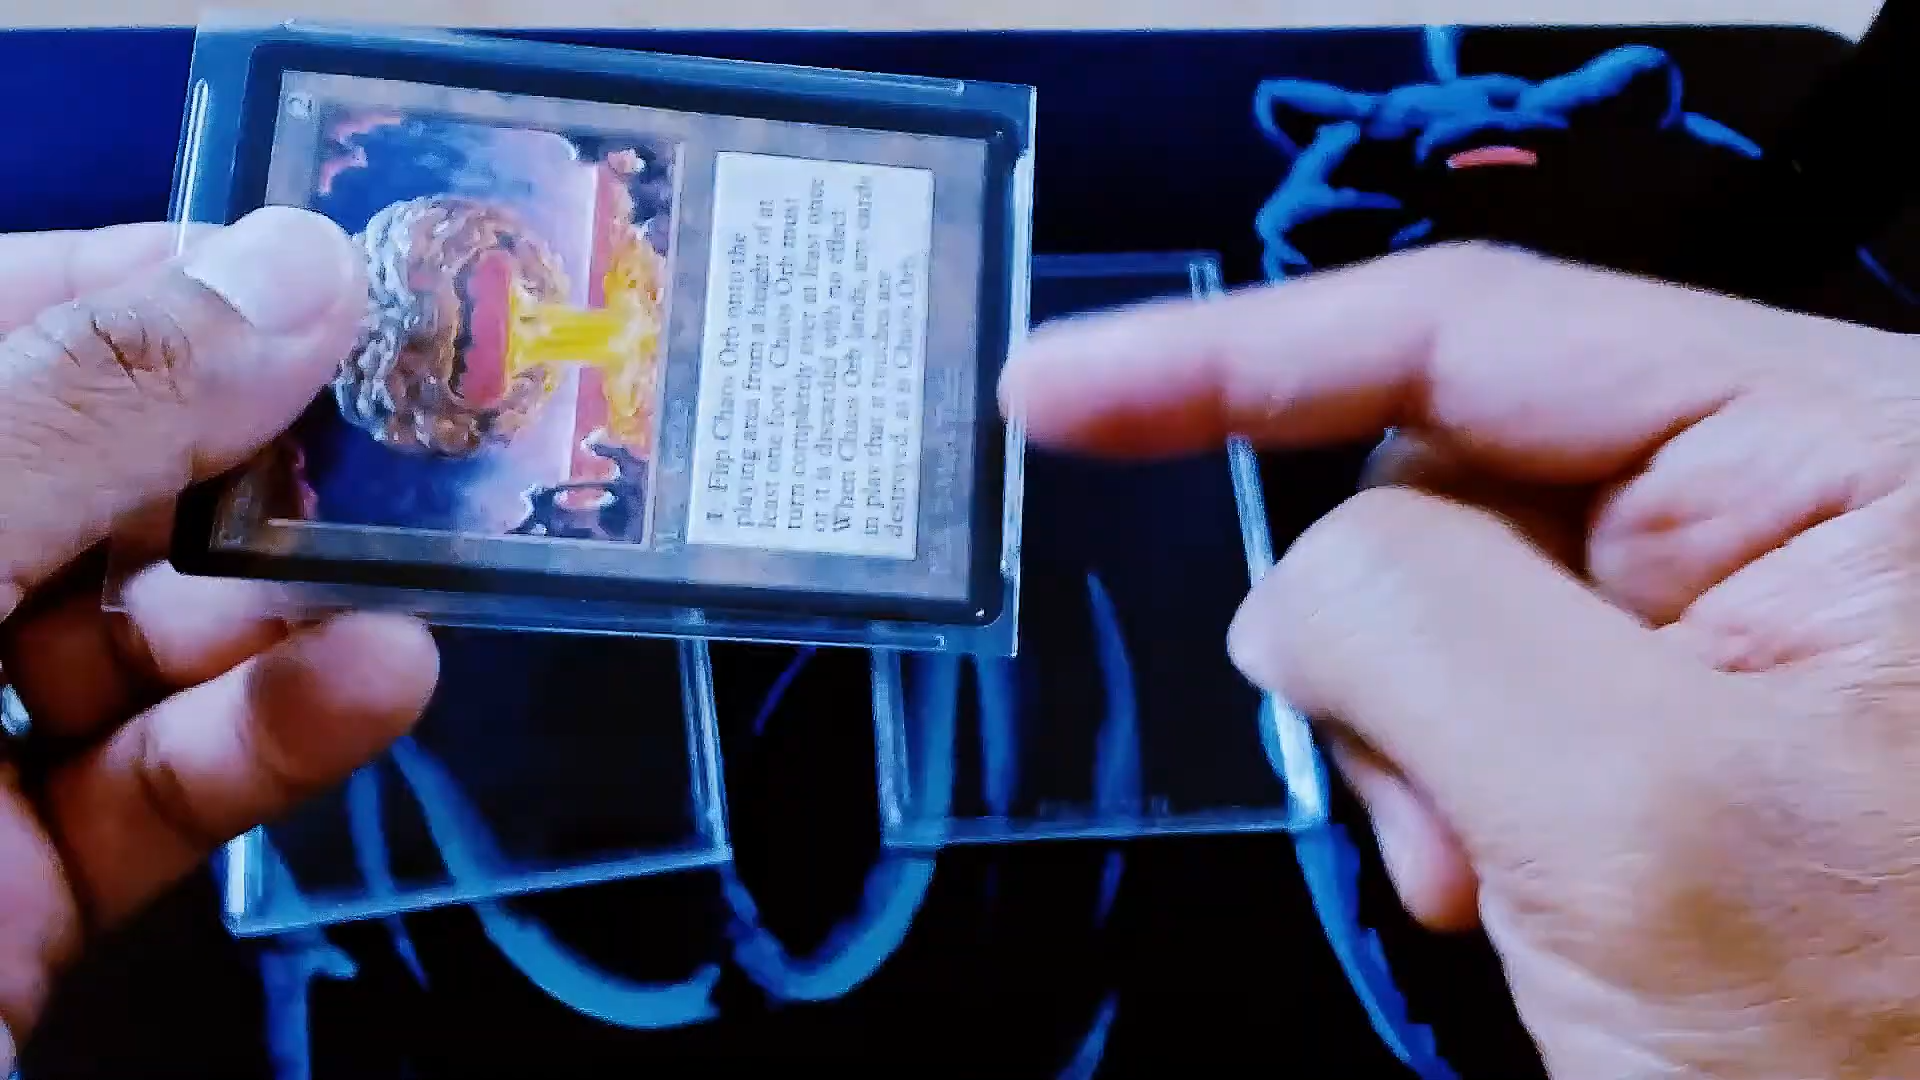 2
1: Flip Chaos Orb onto the
playing area from a height of at
least one foot. Chaos Orb must
turn completely over at least once
or it is discarded with no effect.
When Chaos Orb lands, any cards
in play that it touches are
destroyed, as is Chaos Orb.